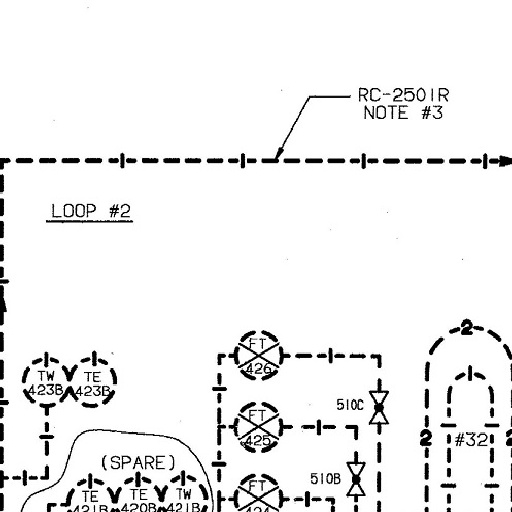 RC-2501R
NOTE #3
LOOP #2
2
FT
426
TW
423B
TE
423B
510C
FT
425
2
#32
2
(SPARE)
510B
TE
421B
TE
420B
TW
421B
FT
424